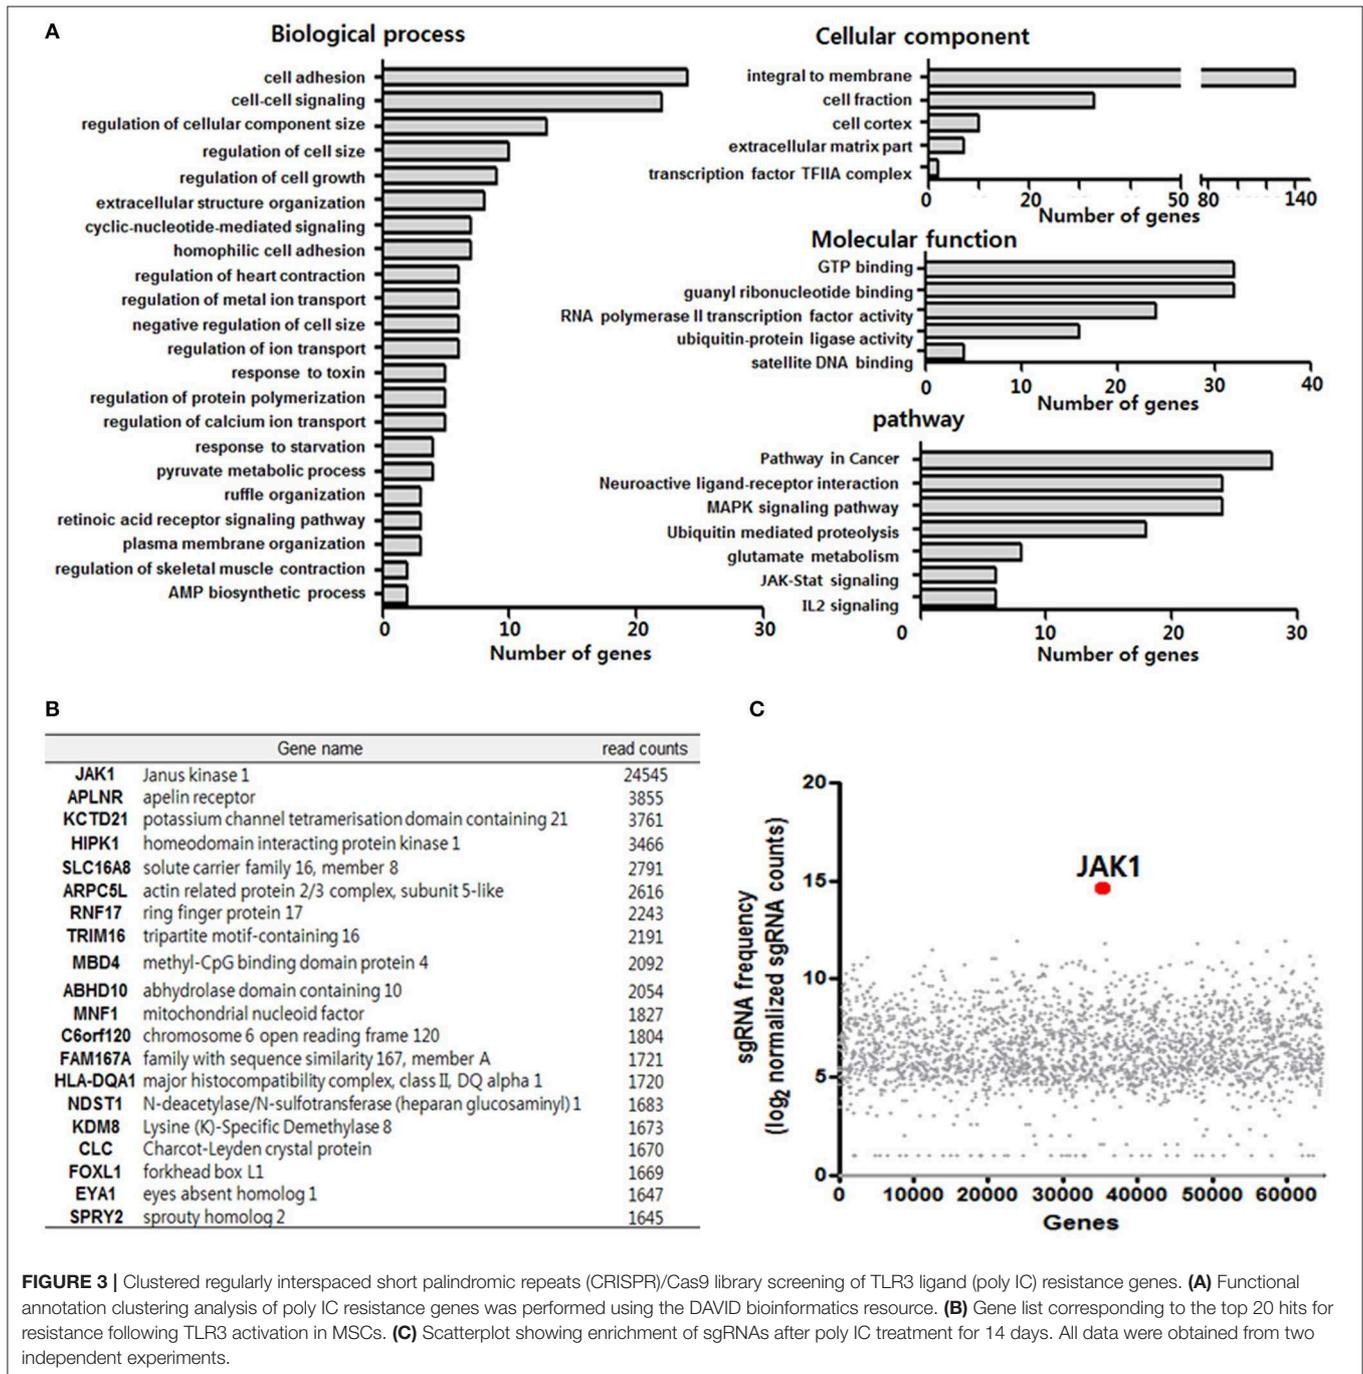 A
Biological process
cell adhesion
cell-cell signaling
regulation of cellular component size
regulation of cell size
regulation of cell growth
extracellular structure organization
cyclic-nucleotide-mediated signaling
homophilic cell adhesion
regulation of heart contraction
regulation of metal ion transport
negative regulation of cell size
regulation of ion transport
response to toxin
regulation of protein polymerization
regulation of calcium ion transport
response to starvation
pyruvate metabolic process
ruffle organization
retinoic acid receptor signaling pathway
plasma membrane organization
regulation of skeletal muscle contraction
AMP biosynthetic process
0 10 20 30
Number of genes
Cellular component
integral to membrane
cell fraction
cell cortex
extracellular matrix part
transcription factor TFIIA complex
0 20 50 80 140
Number of genes
Molecular function
GTP binding
guanyl ribonucleotide binding
RNA polymerase II transcription factor activity
ubiquitin-protein ligase activity
satellite DNA binding
0 10 20 30 40
Number of genes
pathway
Pathway in Cancer
Neuroactive ligand-receptor interaction
MAPK signaling pathway
Ubiquitin mediated proteolysis
glutamate metabolism
JAK-Stat signaling
IL2 signaling
0 10 20 30
Number of genes
B
Gene name read counts
JAK1 Janus kinase 1 24545
APLNR apelin receptor 3855
KCTD21 potassium channel tetramerisation domain containing 21 3761
HIPK1 homeodomain interacting protein kinase 1 3466
SLC16A8 solute carrier family 16, member 8 2791
ARPC5L actin related protein 2/3 complex, subunit 5-like 2616
RNF17 ring finger protein 17 2243
TRIM16 tripartite motif-containing 16 2191
MBD4 methyl-CpG binding domain protein 4 2092
ABHD10 abhydrolase domain containing 10 2054
MNF1 mitochondrial nucleoid factor 1827
C6orf120 chromosome 6 open reading frame 120 1804
FAM167A family with sequence similarity 167, member A 1721
HLA-DQA1 major histocompatibility complex, class II, DQ alpha 1 1720
NDST1 N-deacetylase/N-sulfotransferase (heparan glucosaminyl) 1 1683
KDM8 Lysine (K)-Specific Demethylase 8 1673
CLC Charcot-Leyden crystal protein 1670
FOXL1 forkhead box L1 1669
EYA1 eyes absent homolog 1 1647
SPRY2 sprouty homolog 2 1645
C
sgRNA frequency
(log2 normalized sgRNA counts)
20
15
10
5
0
JAK1
0 10000 20000 30000 40000 50000 60000
Genes
FIGURE 3 | Clustered regularly interspaced short palindromic repeats (CRISPR)/Cas9 library screening of TLR3 ligand (poly IC) resistance genes. (A) Functional
annotation clustering analysis of poly IC resistance genes was performed using the DAVID bioinformatics resource. (B) Gene list corresponding to the top 20 hits for
resistance following TLR3 activation in MSCs. (C) Scatterplot showing enrichment of sgRNAs after poly IC treatment for 14 days. All data were obtained from two
independent experiments.